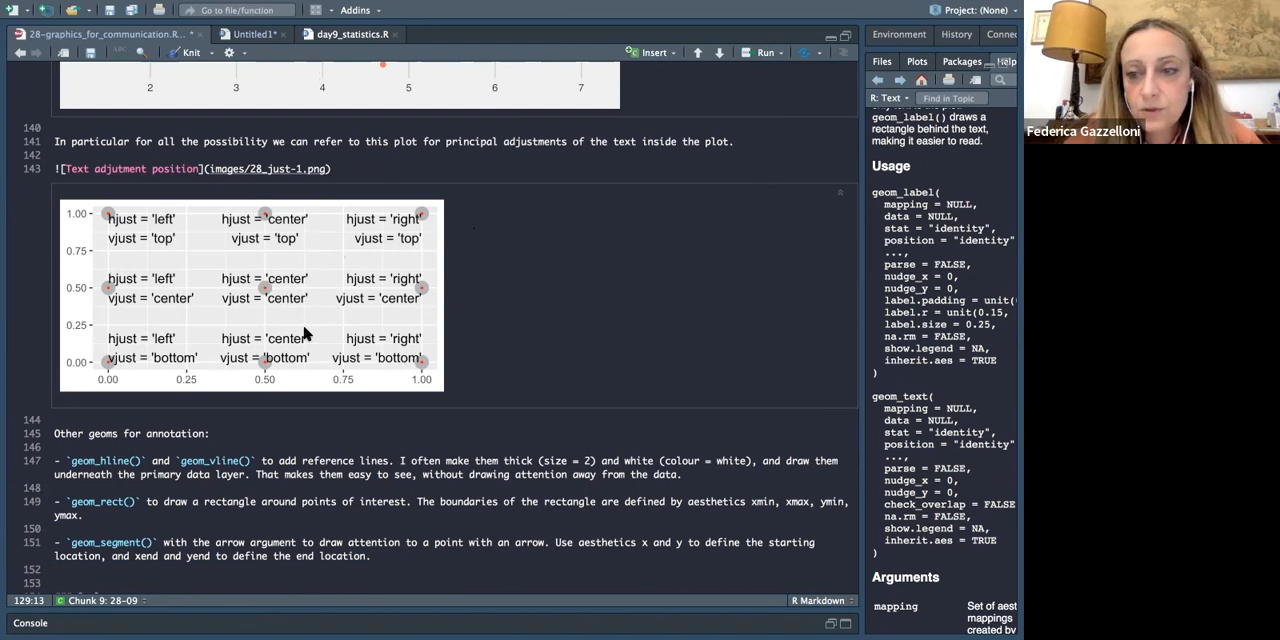 Go to file/function
Addins
Project: (None)
28-graphics_for_communication.R... *
Untitled1*
day9_statistics.R
Environment
History
Connec
ABC
Knit
Insert
Run
Files
Plots
Packages
Help
R: Text
Find in Topic
2 3 4 5 6 7
140
141 In particular for all the possibility we can refer to this plot for principal adjustments of the text inside the plot.
142
143 ![Text adjutment position](images/28_just-1.png)
1.00
hjust = 'left' hjust = 'center' hjust = 'right'
vjust = 'top' vjust = 'top' vjust = 'top'
0.75
hjust = 'left' hjust = 'center' hjust = 'right'
0.50
vjust = 'center' vjust = 'center' vjust = 'center'
0.25
hjust = 'left' hjust = 'center' hjust = 'right'
0.00
vjust = 'bottom' vjust = 'bottom' vjust = 'bottom'
0.00 0.25 0.50 0.75 1.00
144
145 Other geoms for annotation:
146
147 - `geom_hline()` and `geom_vline()` to add reference lines. I often make them thick (size = 2) and white (colour = white), and draw them
underneath the primary data layer. That makes them easy to see, without drawing attention away from the data.
148
149 - `geom_rect()` to draw a rectangle around points of interest. The boundaries of the rectangle are defined by aesthetics xmin, xmax, ymin,
ymax.
150
151 - `geom_segment()` with the arrow argument to draw attention to a point with an arrow. Use aesthetics x and y to define the starting
location, and xend and yend to define the end location.
152
153
129:13
Chunk 9: 28-09
R Markdown
Console
geom_label() draws a
rectangle behind the text,
making it easier to read.
Usage
geom_label(
mapping = NULL,
data = NULL,
stat = "identity",
position = "identity"
...,
parse = FALSE,
nudge_x = 0,
nudge_y = 0,
label.padding = unit(
label.r = unit(0.15,
label.size = 0.25,
na.rm = FALSE,
show.legend = NA,
inherit.aes = TRUE
)
geom_text(
mapping = NULL,
data = NULL,
stat = "identity",
position = "identity"
...,
parse = FALSE,
nudge_x = 0,
nudge_y = 0,
check_overlap = FALSE
na.rm = FALSE,
show.legend = NA,
inherit.aes = TRUE
)
Arguments
mapping
Set of aest
mappings
created by
Federica Gazzelloni